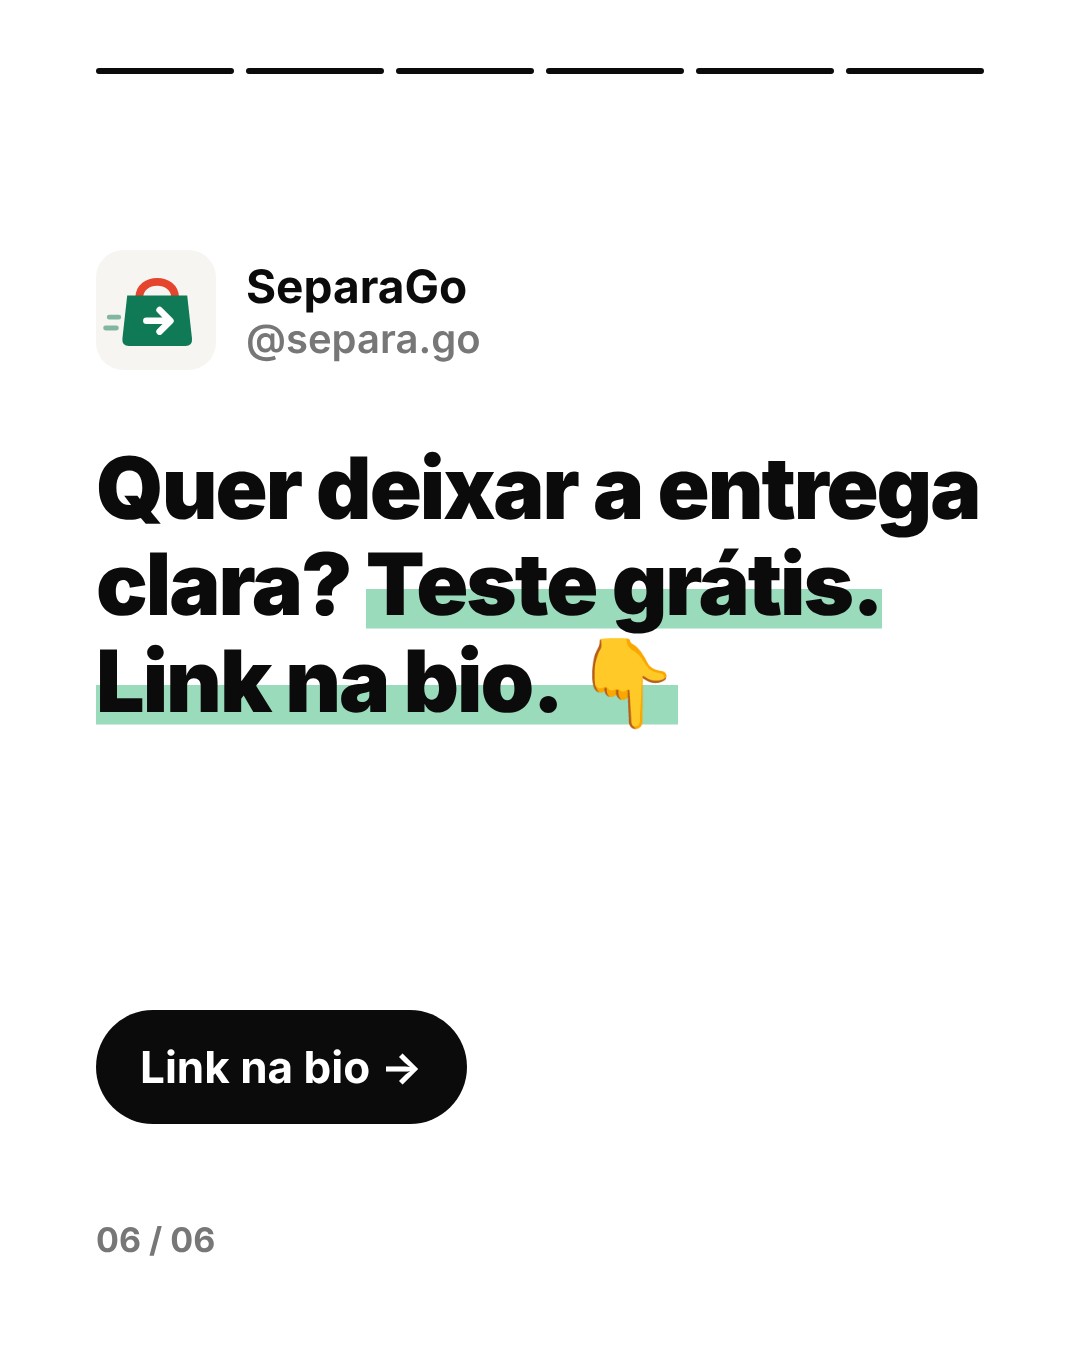 SeparaGo
@separa.go
Quer deixar a entrega
clara? Teste grátis.
Link na bio. 👇
Link na bio →
06 / 06